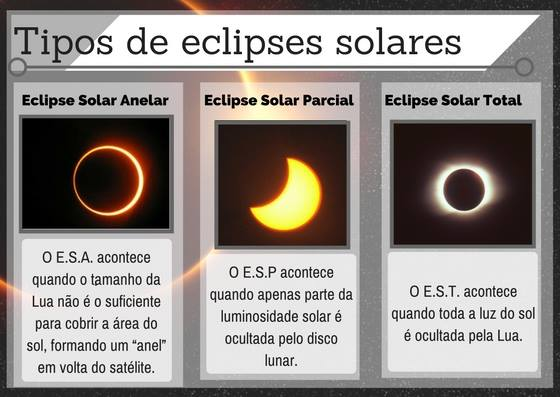 Tipos de eclipses solares
Eclipse Solar Anelar
O E.S.A. acontece
quando o tamanho da
Lua não é o suficiente
para cobrir a área do
sol, formando um “anel”
em volta do satélite.
Eclipse Solar Parcial
O E.S.P acontece
quando apenas parte da
luminosidade solar é
ocultada pelo disco
lunar.
Eclipse Solar Total
O E.S.T. acontece
quando toda a luz do sol
é ocultada pela Lua.